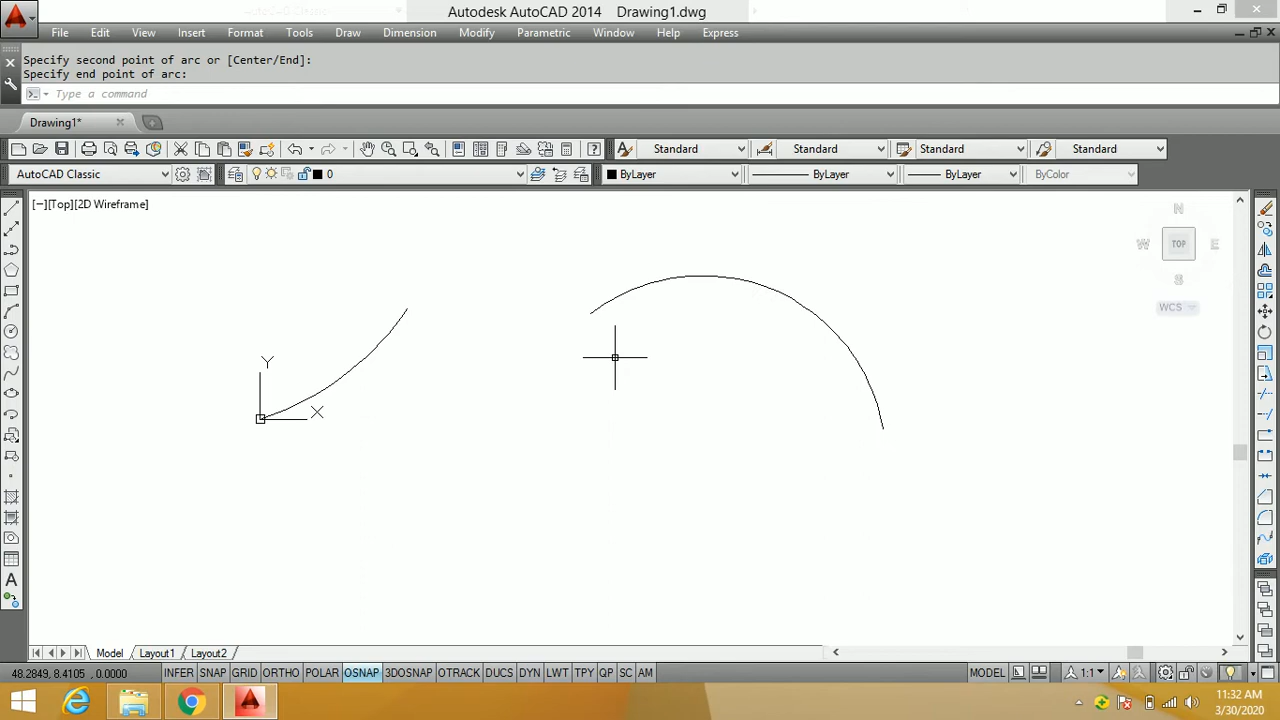 Autodesk AutoCAD 2014 Drawing1.dwg
File Edit View Insert Format Tools Draw Dimension Modify Parametric Window Help Express
Specify second point of arc or [Center/End]:
Specify end point of arc:
Type a command
Drawing1*
Standard Standard Standard Standard
AutoCAD Classic 0 ByLayer ByLayer ByLayer ByColor
[−][Top][2D Wireframe]
N
W TOP E
S
WCS
Y
X
A
Model Layout1 Layout2
48.2849, 8.4105 , 0.0000 INFER SNAP GRID ORTHO POLAR OSNAP 3DOSNAP OTRACK DUCS DYN LWT TPY QP SC AM MODEL 1:1
11:32 AM
3/30/2020